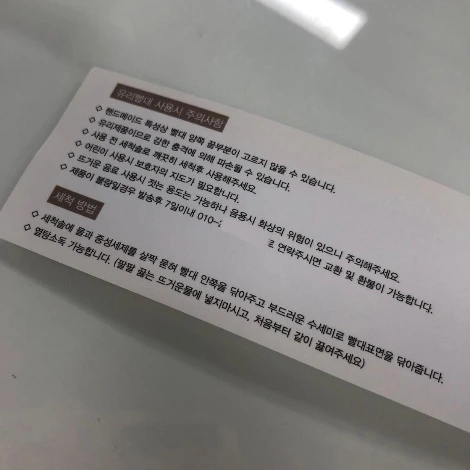 유리빨대 사용시 주의사항
◇ 핸드메이드 특성상 빨대 양쪽 끝부분이 고르지 않을 수 있습니다.
◇ 유리제품이므로 강한 충격에 의해 파손될 수 있습니다.
◇ 사용 전 세척솔로 깨끗히 세척후 사용해주세요.
◇ 어린이 사용시 보호자의 지도가 필요합니다.
◇ 뜨거운 음료 사용시 젓는 용도는 가능하나 음용시 화상의 위험이 있으니 주의해주세요.
◇ 제품이 불량일경우 발송후 7일이내 010-로 연락주시면 교환 및 환불이 가능합니다.
세척 방법
◇ 세척솔에 물과 중성세제를 살짝 묻혀 빨대 안쪽을 닦아주고 부드러운 수세미로 빨대표면을 닦아줍니다.
◇ 열탕소독 가능합니다. (팔팔 끓는 뜨거운물에 넣지마시고, 처음부터 같이 끓여주세요)